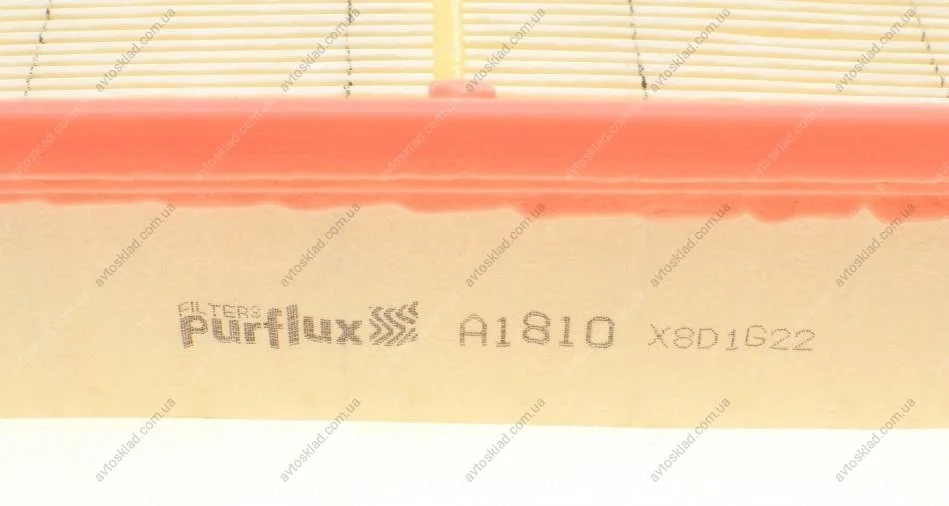 FILTERS
purflux A1810 X8D1G22
avtosklad.com.ua